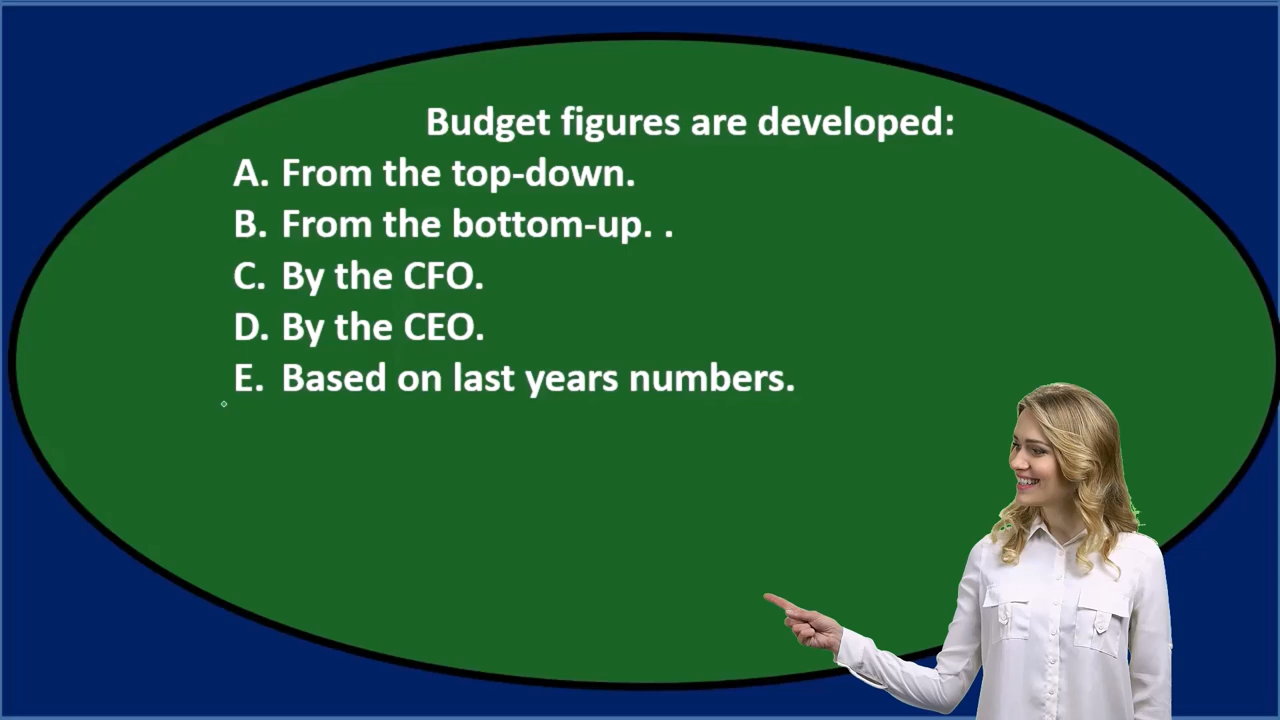 Budget figures are developed:
A. From the top-down.
B. From the bottom-up. .
C. By the CFO.
D. By the CEO.
E. Based on last years numbers.